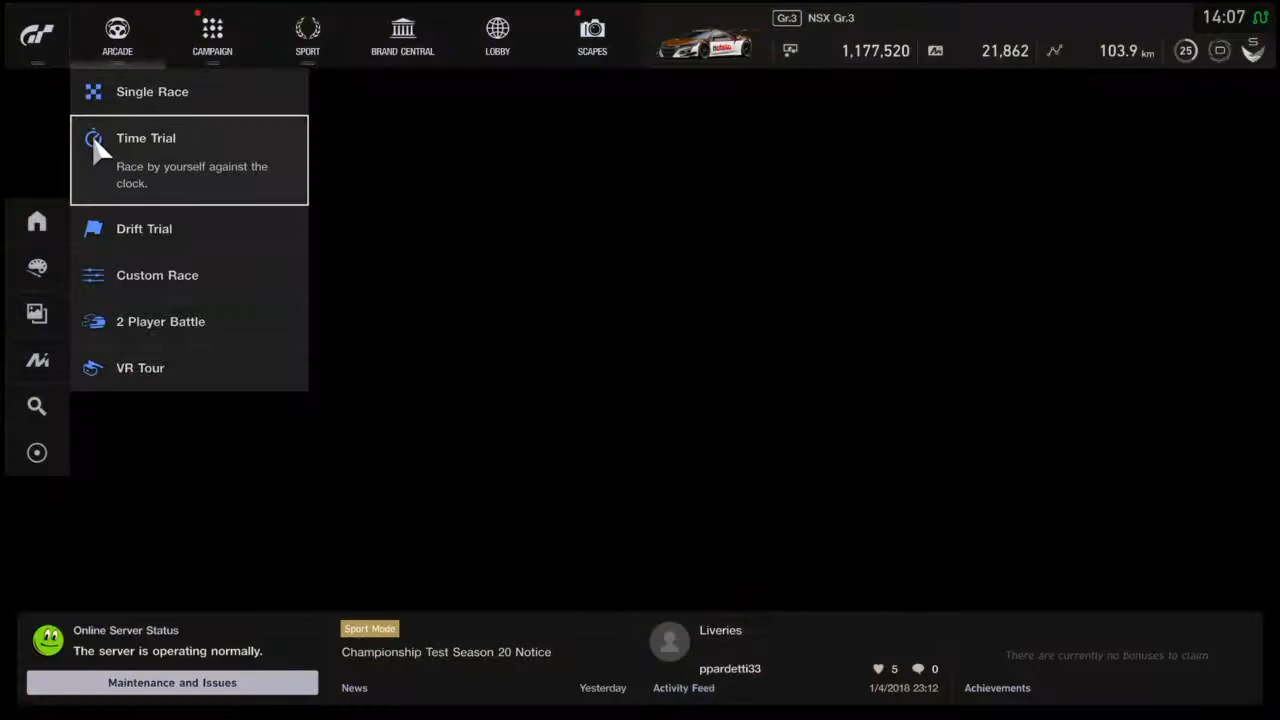 GT
ARCADE
CAMPAIGN
SPORT
BRAND CENTRAL
LOBBY
SCAPES
Gr.3 NSX Gr.3
1,177,520
21,862
103.9 km
14:07
25
S
Single Race
Time Trial
Race by yourself against the
clock.
Drift Trial
Custom Race
2 Player Battle
VR Tour
Online Server Status
The server is operating normally.
Maintenance and Issues
Sport Mode
Championship Test Season 20 Notice
News
Yesterday
Liveries
ppardetti33
5
0
Activity Feed
1/4/2018 23:12
There are currently no bonuses to claim
Achievements